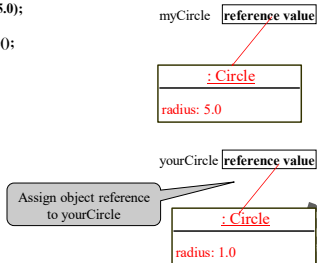 5.0);
myCircle reference value
();
: Circle
radius: 5.0
yourCircle reference value
Assign object reference
to yourCircle
: Circle
radius: 1.0